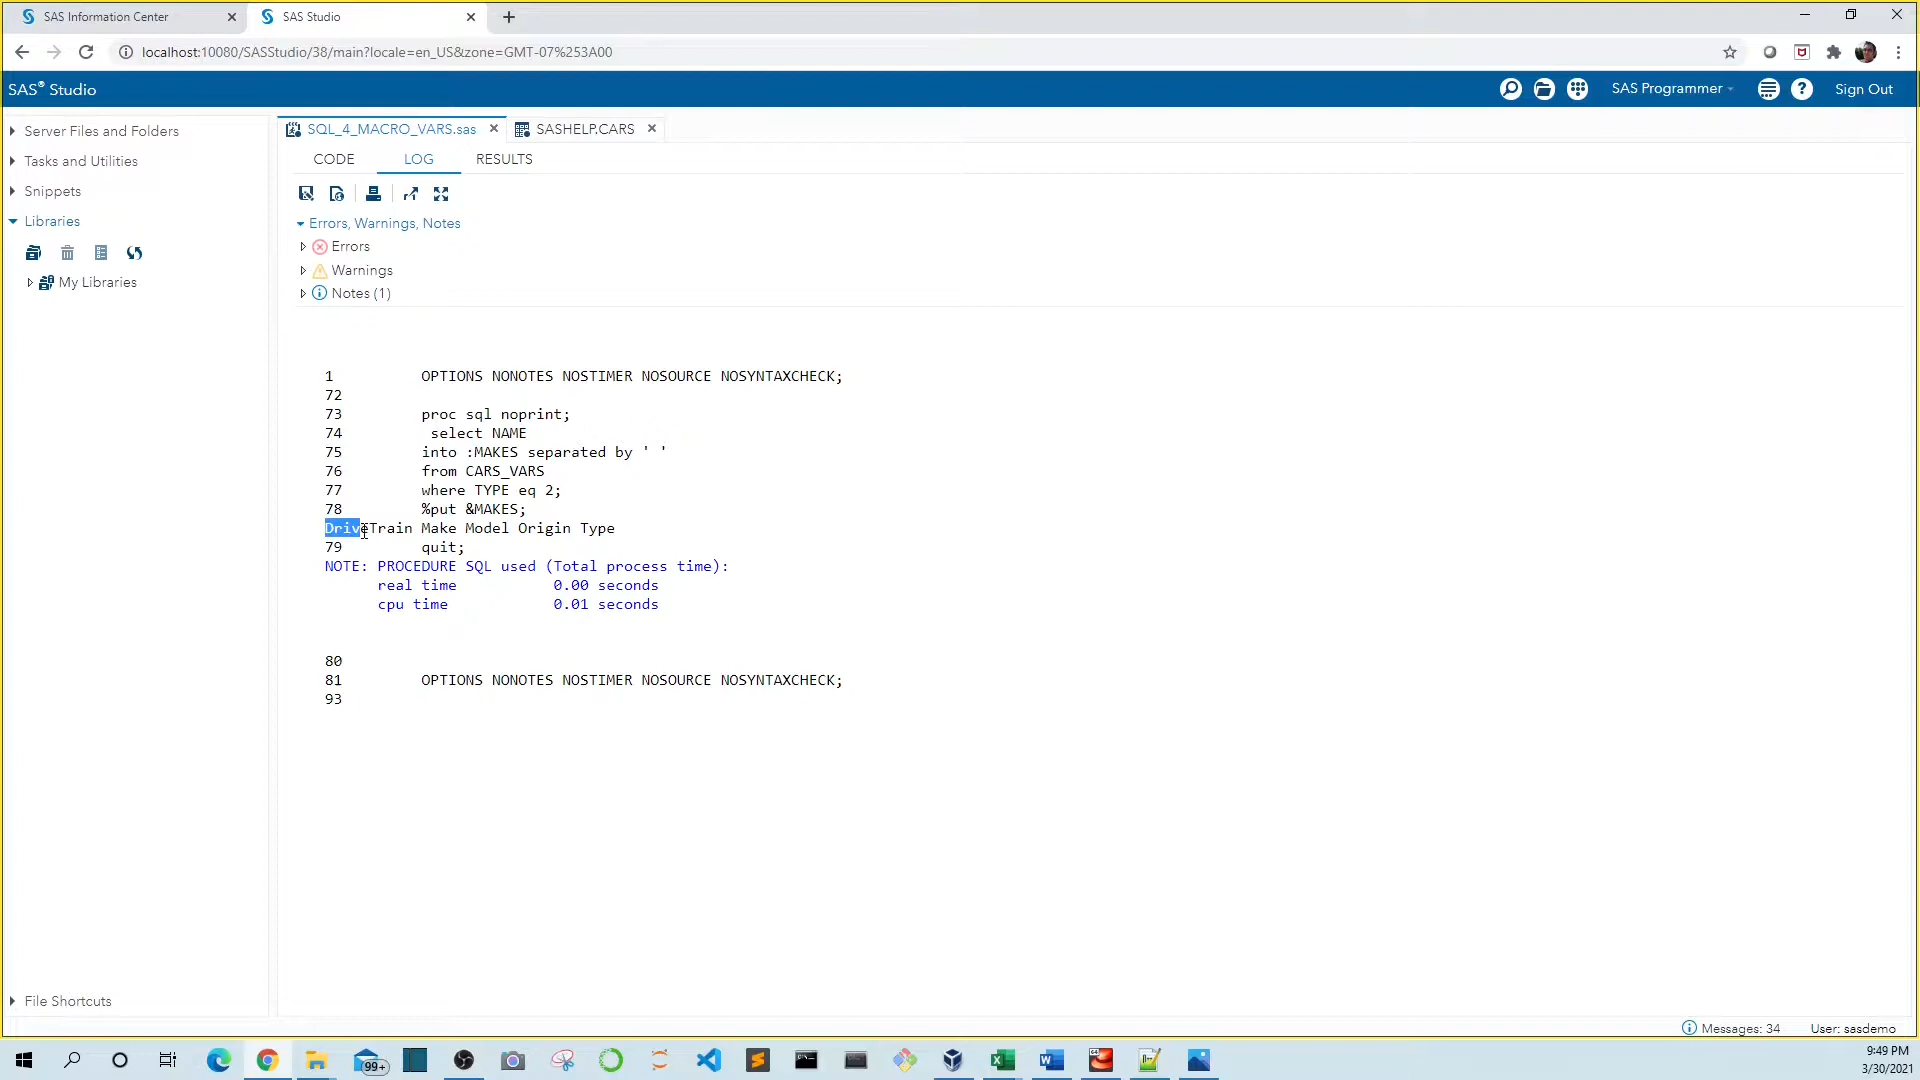 SAS Information Center
SAS Studio
localhost:10080/SASStudio/38/main?locale=en_US&zone=GMT-07%253A00
SAS® Studio
SAS Programmer
Sign Out
Server Files and Folders
Tasks and Utilities
Snippets
Libraries
My Libraries
File Shortcuts
SQL_4_MACRO_VARS.sas
SASHELP.CARS
CODE
LOG
RESULTS
Errors, Warnings, Notes
Errors
Warnings
Notes (1)
1 OPTIONS NONOTES NOSTIMER NOSOURCE NOSYNTAXCHECK;
72
73 proc sql noprint;
74 select NAME
75 into :MAKES separated by ' '
76 from CARS_VARS
77 where TYPE eq 2;
78 %put &MAKES;
DriveTrain Make Model Origin Type
79 quit;
NOTE: PROCEDURE SQL used (Total process time):
real time 0.00 seconds
cpu time 0.01 seconds
80
81 OPTIONS NONOTES NOSTIMER NOSOURCE NOSYNTAXCHECK;
93
Messages: 34
User: sasdemo
99+
9:49 PM
3/30/2021